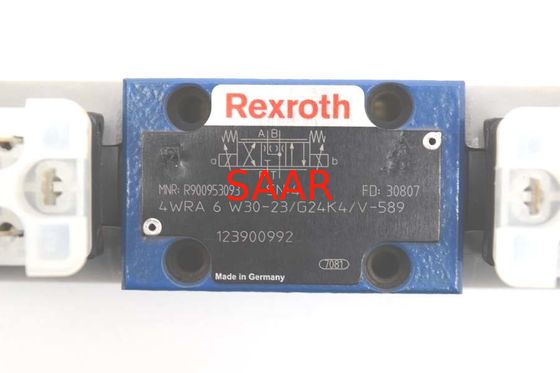 Rexroth
A B
a b
T
MNR: R900953093 FD: 30807
SAAR
4WRA 6 W30-23/G24K4/V-589
123900992
7081
Made in Germany